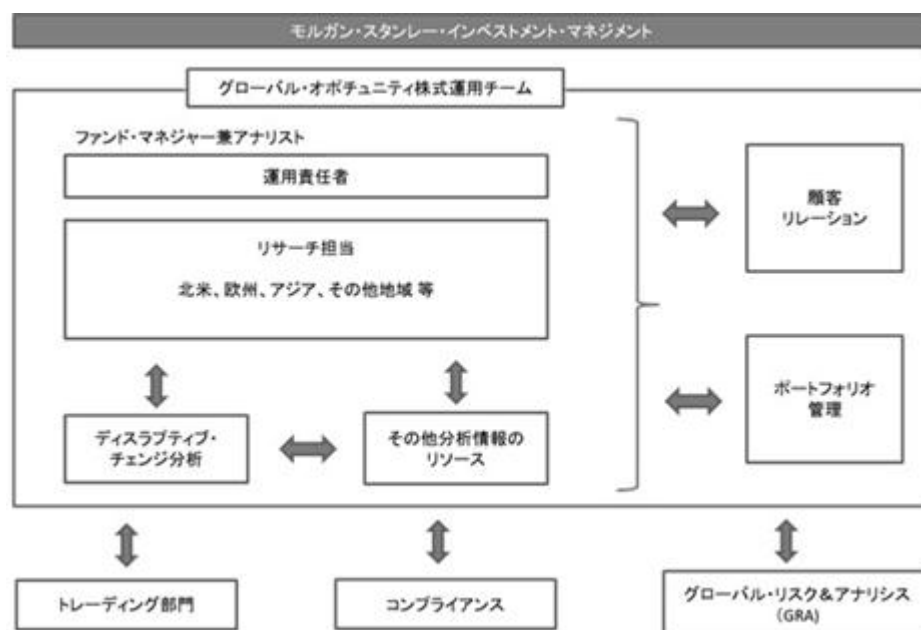 モルガン・スタンレー・インベストメント・マネジメント
グローバル・オポチュニティ株式運用チーム
ファンド・マネジャー兼アナリスト
運用責任者
リサーチ担当
北米、欧州、アジア、その他地域 等
ディスラプティブ・
チェンジ分析
その他分析情報の
リソース
顧客
リレーション
ポートフォリオ
管理
トレーディング部門
コンプライアンス
グローバル・リスク＆アナリシス
（GRA）